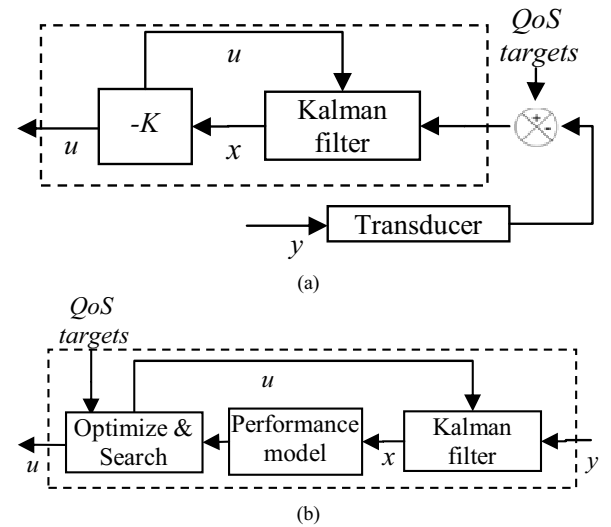 QoS
targets
u
-K
Kalman
filter
+
-
u
x
Transducer
y
(a)
QoS
targets
u
Optimize &
Search
Performance
model
Kalman
filter
u
x
y
(b)